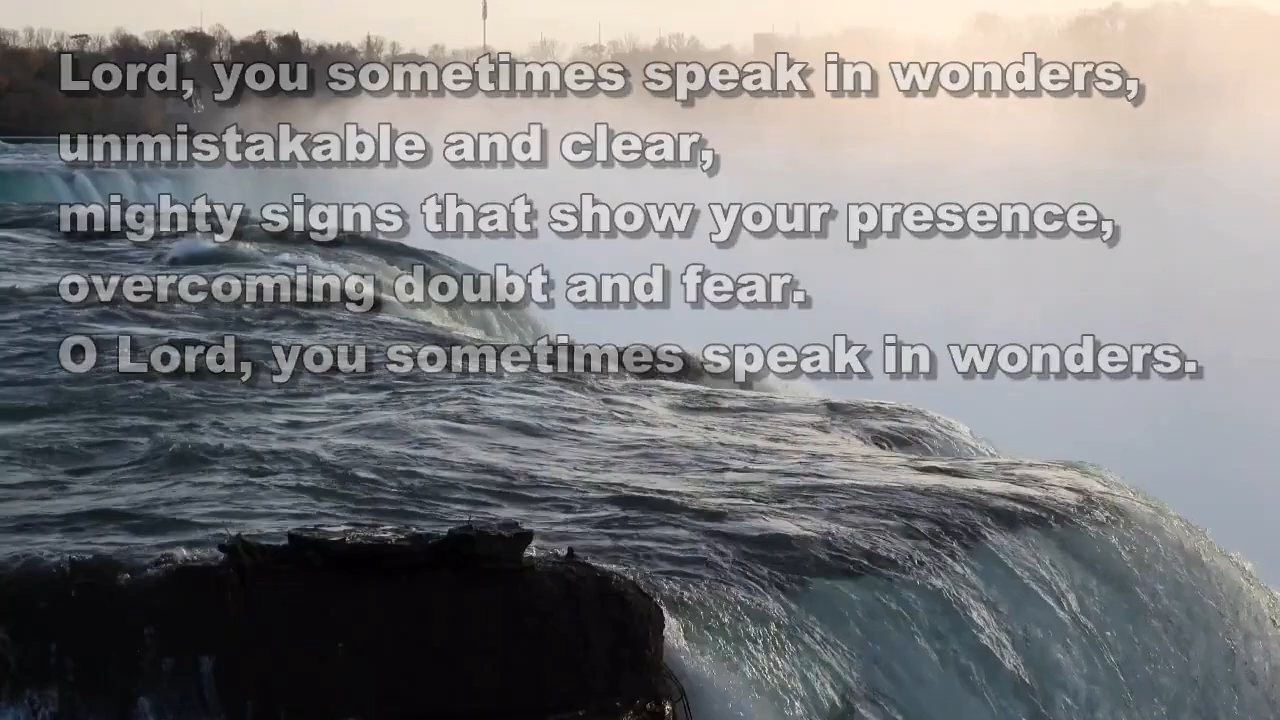 Lord, you sometimes speak in wonders,
unmistakable and clear,
mighty signs that show your presence,
overcoming doubt and fear.
O Lord, you sometimes speak in wonders.